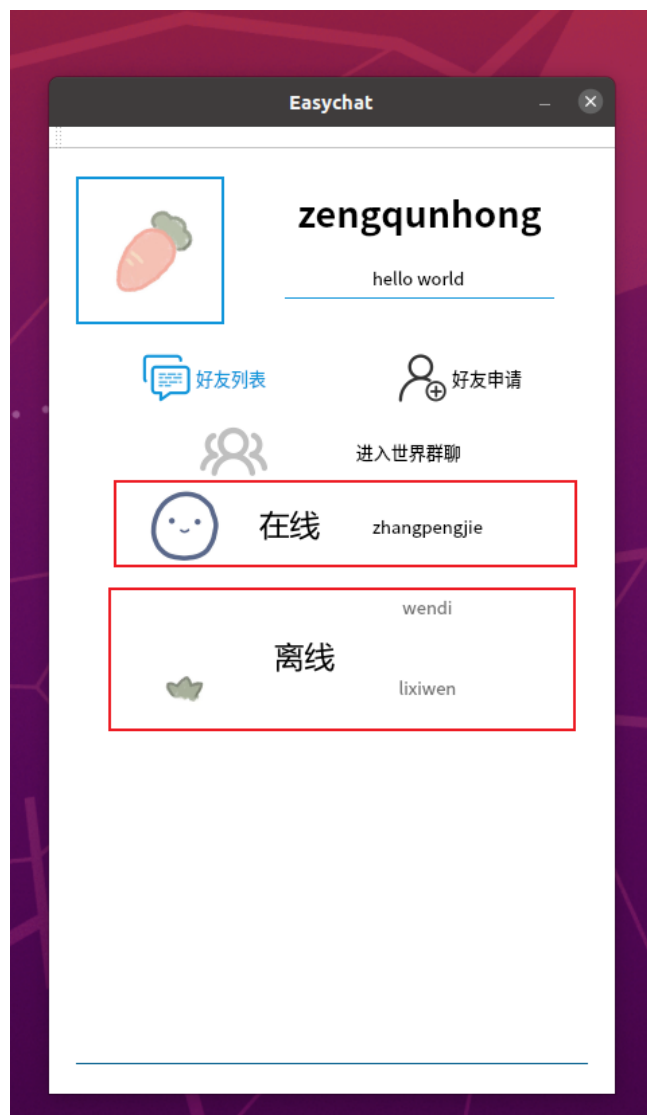 Easychat
zengqunhong
hello world
好友列表 好友申请
进入世界群聊
在线 zhangpengjie
wendi
离线
lixiwen